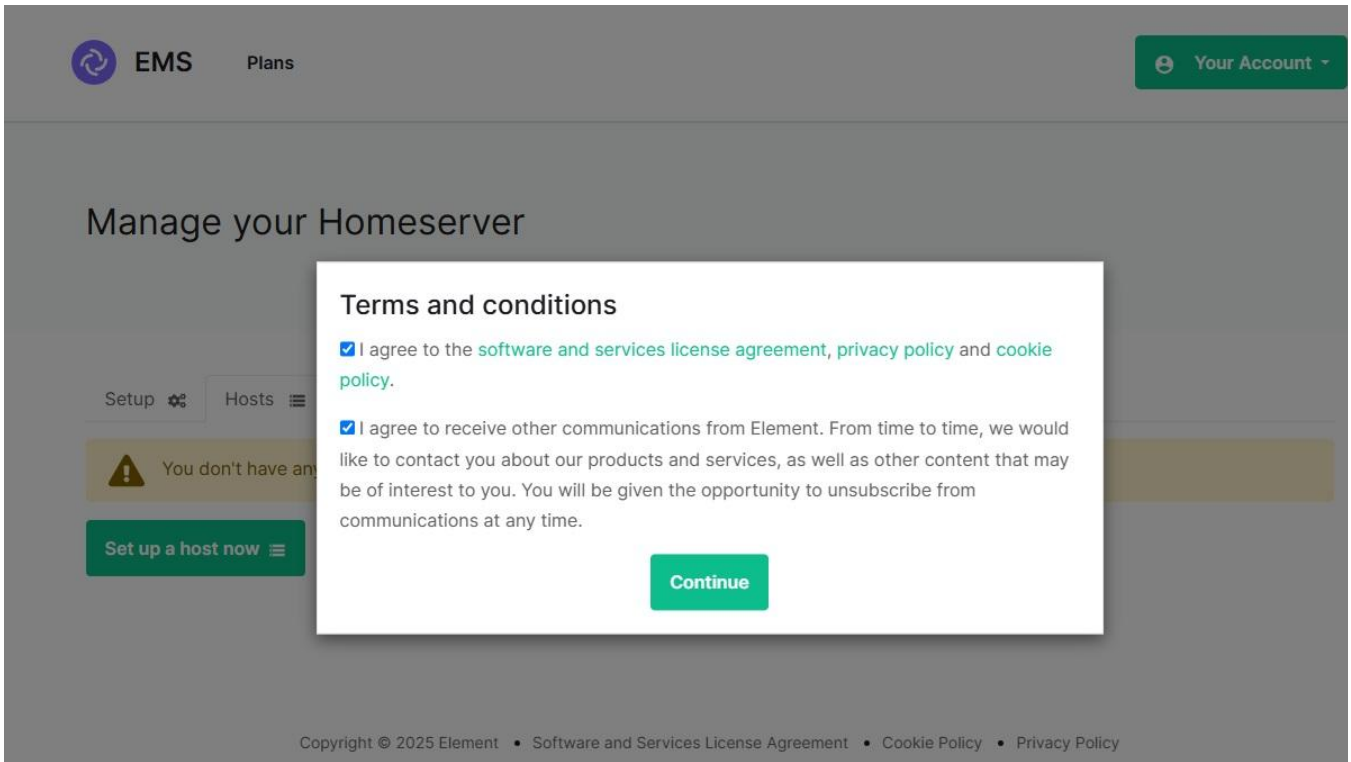 EMS Plans Your Account
Manage your Homeserver
Terms and conditions
I agree to the software and services license agreement, privacy policy and cookie
policy.
Setup Hosts
I agree to receive other communications from Element. From time to time, we would
like to contact you about our products and services, as well as other content that may
be of interest to you. You will be given the opportunity to unsubscribe from
communications at any time.
You don't have any
Set up a host now
Continue
Copyright © 2025 Element • Software and Services License Agreement • Cookie Policy • Privacy Policy